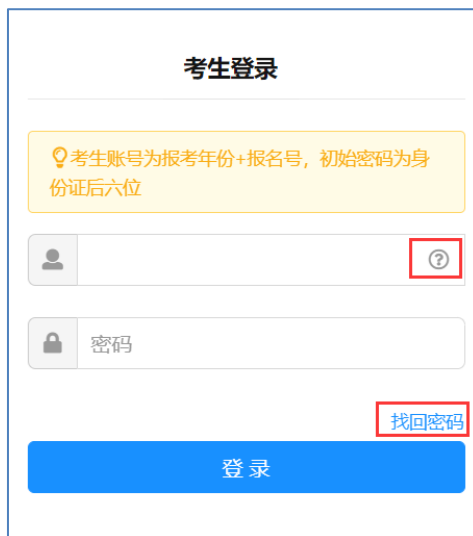 考生登录
考生账号为报考年份+报名号，初始密码为身
份证后六位
密码
找回密码
登 录